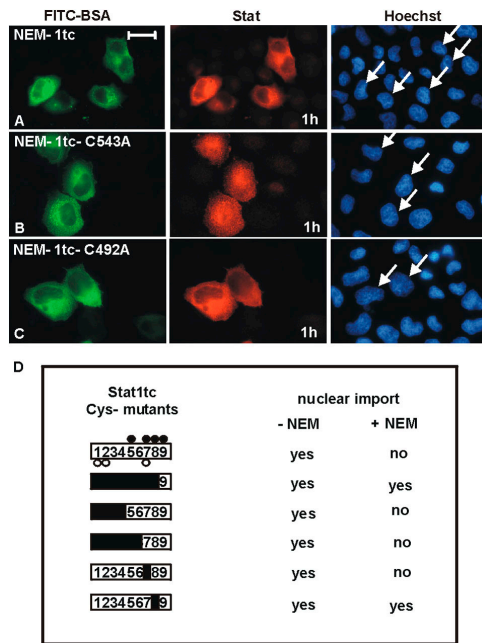 FITC-BSA Stat Hoechst
NEM- 1tc
A 1h
NEM- 1tc- C543A
B 1h
NEM- 1tc- C492A
C 1h
D
Stat1tc nuclear import
Cys- mutants - NEM + NEM
123456789 yes no
9 yes yes
56789 yes no
789 yes no
123456 89 yes no
1234567 9 yes yes